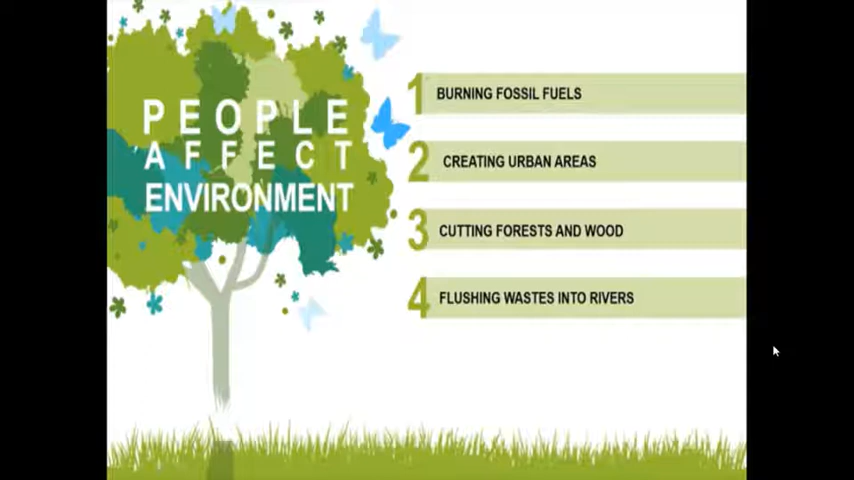 PEOPLE
AFFECT
ENVIRONMENT
1 BURNING FOSSIL FUELS
2 CREATING URBAN AREAS
3 CUTTING FORESTS AND WOOD
4 FLUSHING WASTES INTO RIVERS